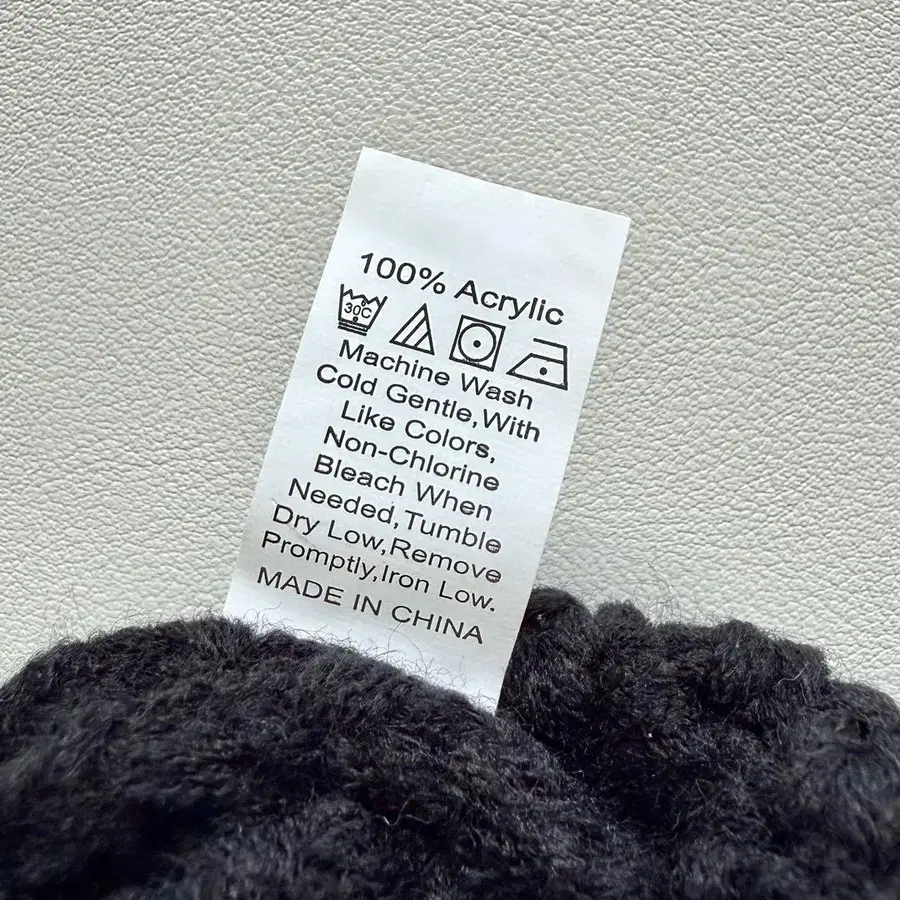 100% Acrylic
30C
Machine Wash
Cold Gentle,With
Like Colors,
Non-Chlorine
Bleach When
Needed,Tumble
Dry Low,Remove
Promptly,Iron Low.
MADE IN CHINA